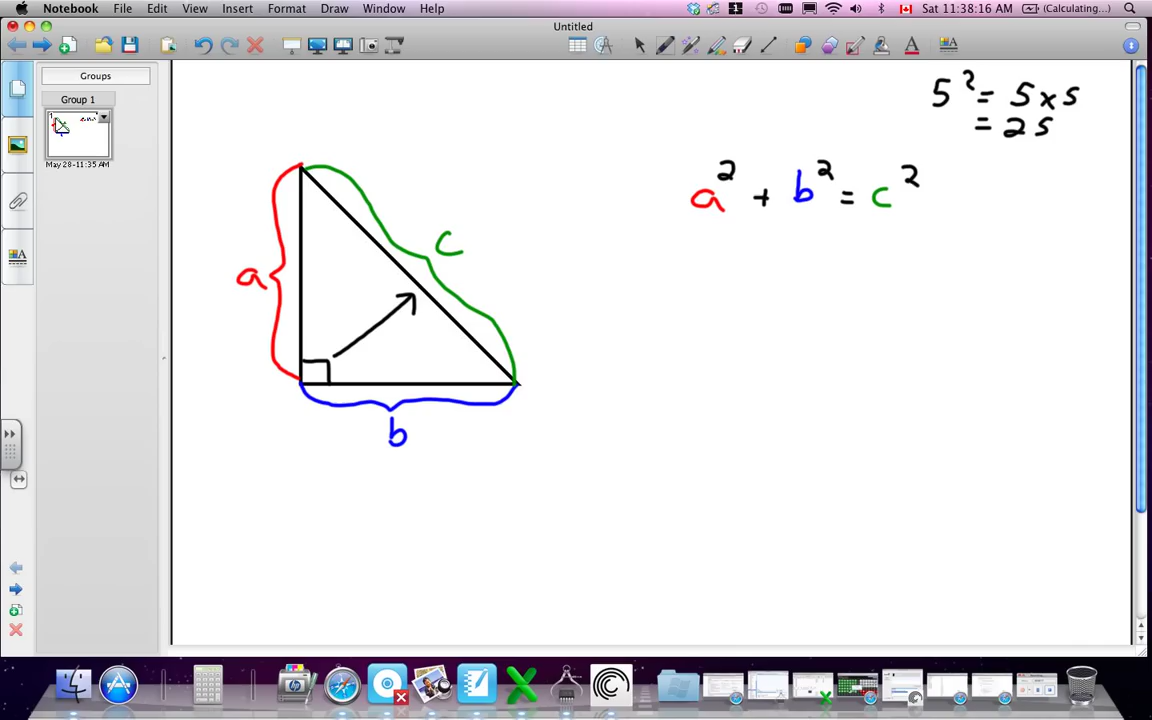 Notebook File Edit View Insert Format Draw Window Help
Sat 11:38:16 AM (Calculating...)
Untitled
Groups
Group 1
May 28-11:35 AM
5² = 5 x 5
= 25
a² + b² = c²
a
c
b